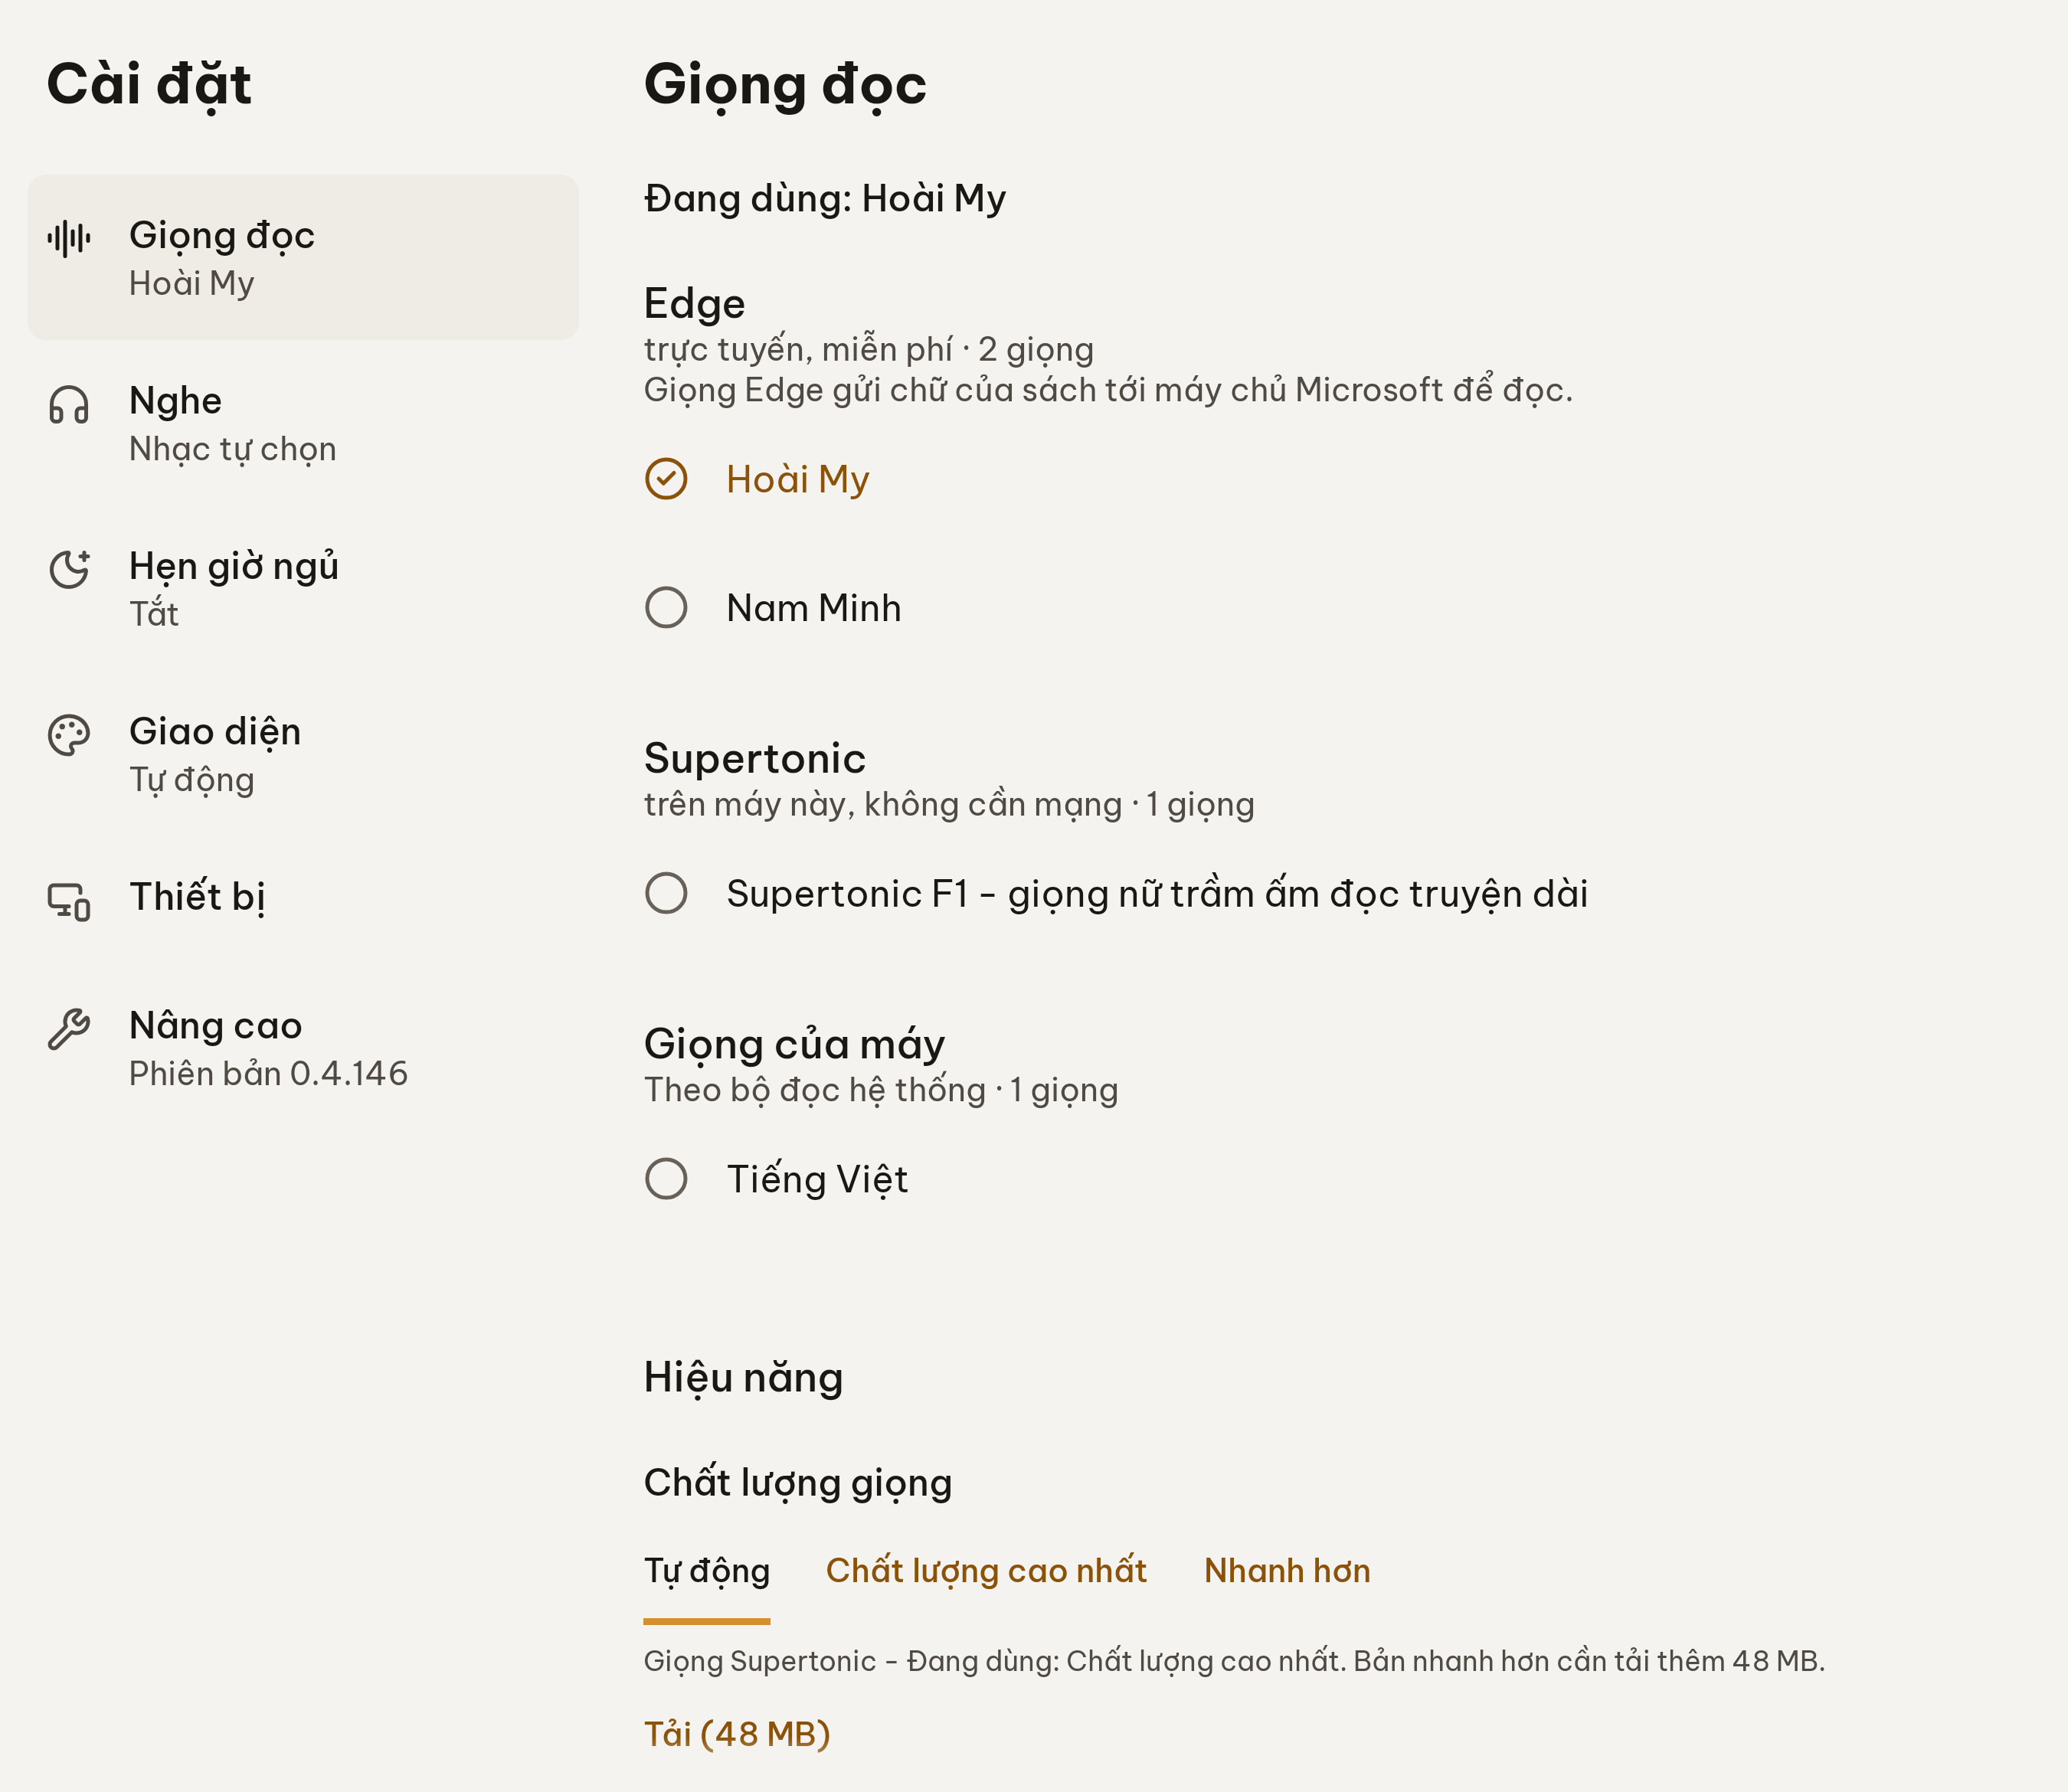 Cài đặt
Giọng đọc
Hoài My
Nghe
Nhạc tự chọn
Hẹn giờ ngủ
Tắt
Giao diện
Tự động
Thiết bị
Nâng cao
Phiên bản 0.4.146
Giọng đọc
Đang dùng: Hoài My
Edge
trực tuyến, miễn phí · 2 giọng
Giọng Edge gửi chữ của sách tới máy chủ Microsoft để đọc.
Hoài My
Nam Minh
Supertonic
trên máy này, không cần mạng · 1 giọng
Supertonic F1 - giọng nữ trầm ấm đọc truyện dài
Giọng của máy
Theo bộ đọc hệ thống · 1 giọng
Tiếng Việt
Hiệu năng
Chất lượng giọng
Tự động Chất lượng cao nhất Nhanh hơn
Giọng Supertonic - Đang dùng: Chất lượng cao nhất. Bản nhanh hơn cần tải thêm 48 MB.
Tải (48 MB)